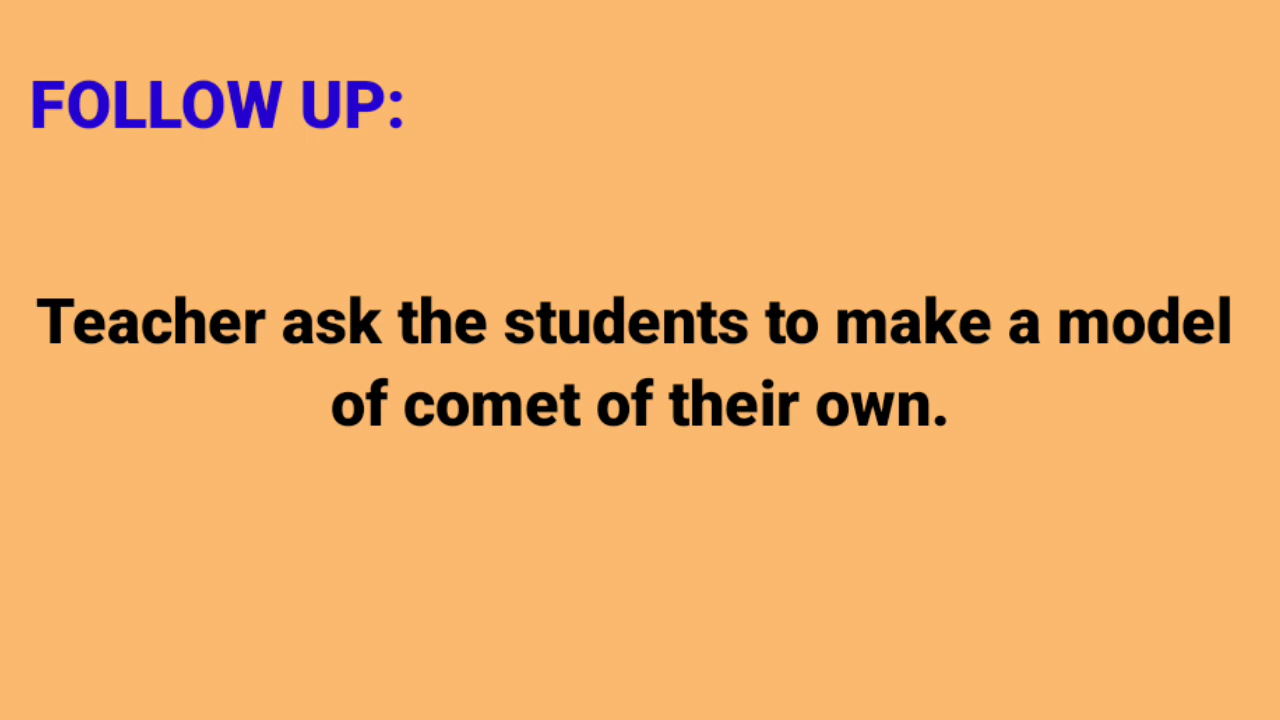 FOLLOW UP:
Teacher ask the students to make a model
of comet of their own.